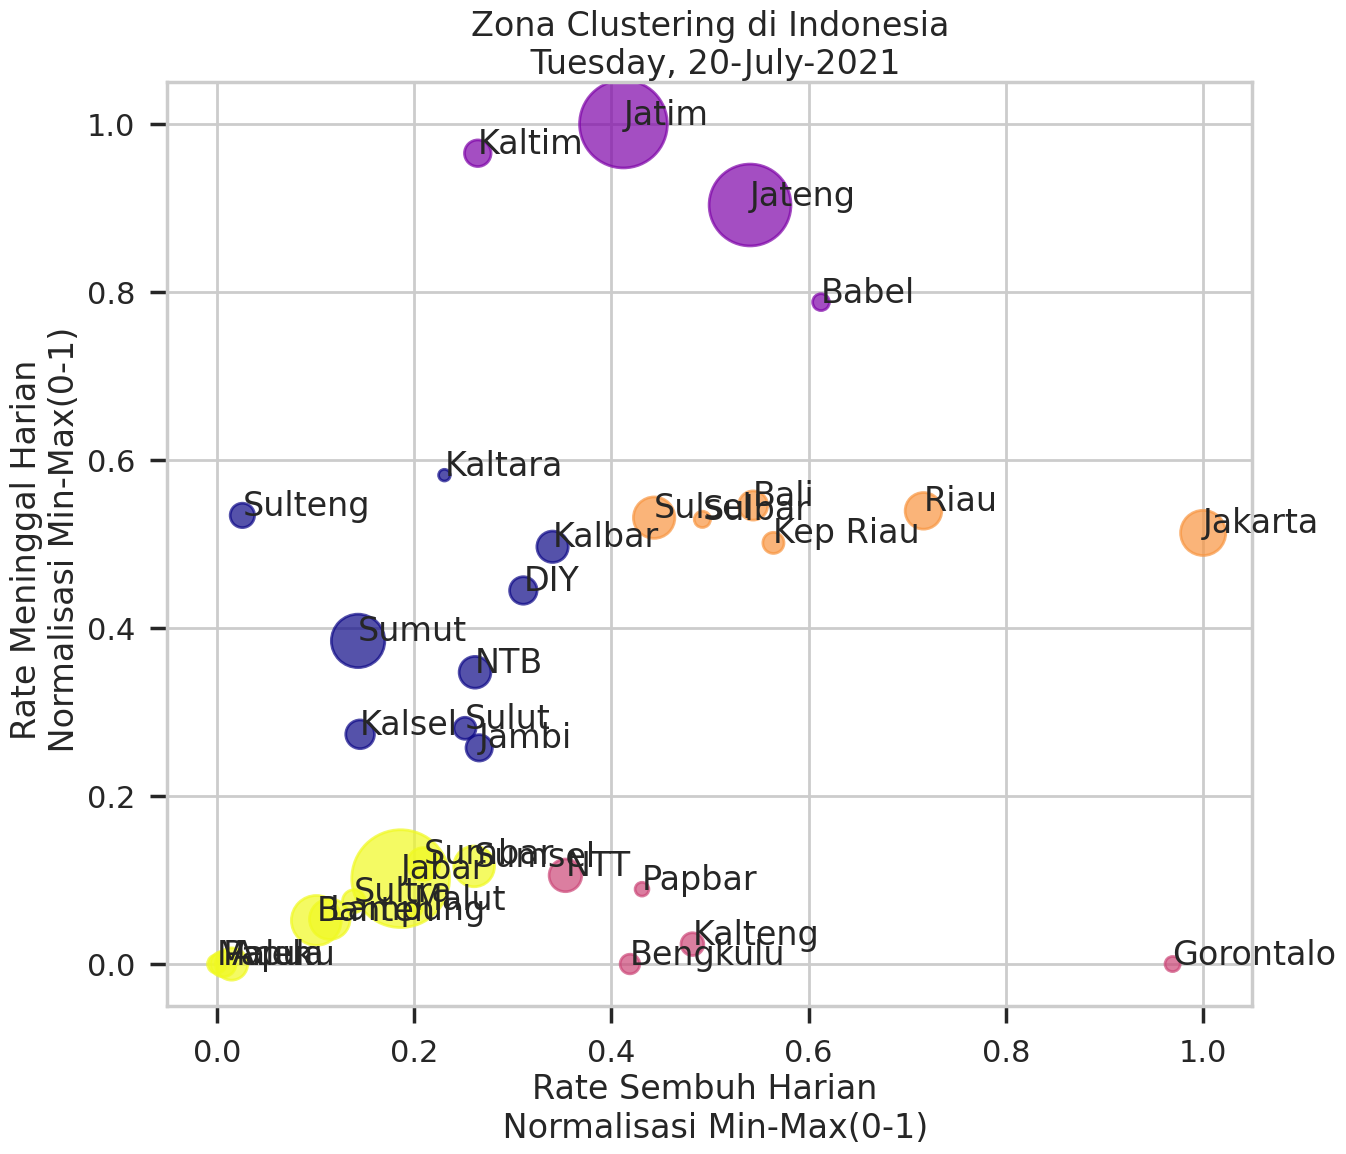 Zona Clustering di Indonesia
Tuesday, 20-July-2021
Rate Meninggal Harian
Normalisasi Min-Max(0-1)
1.0
0.8
0.6
0.4
0.2
0.0
Jatim
Kaltim
Jateng
Babel
Kaltara
Sulteng
Sulsel
Sulbar
Bali
Riau
Kep Riau
Jakarta
Kalbar
DIY
Sumut
NTB
Kalsel
Sulut
Jambi
Sumbar
Sumsel
Jabar
NTT
Papbar
Sultra
Malut
Banten
Lampung
Kalteng
Maluku
Papua
Bengkulu
Gorontalo
0.0 0.2 0.4 0.6 0.8 1.0
Rate Sembuh Harian
Normalisasi Min-Max(0-1)